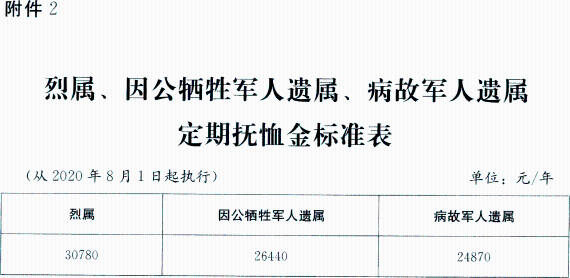 附件 2
烈属、因公牺牲军人遗属、病故军人遗属
定期抚恤金标准表
（从 2020 年 8 月 1 日起执行）　单位：元/年
烈属　因公牺牲军人遗属　病故军人遗属
30780　26440　24870